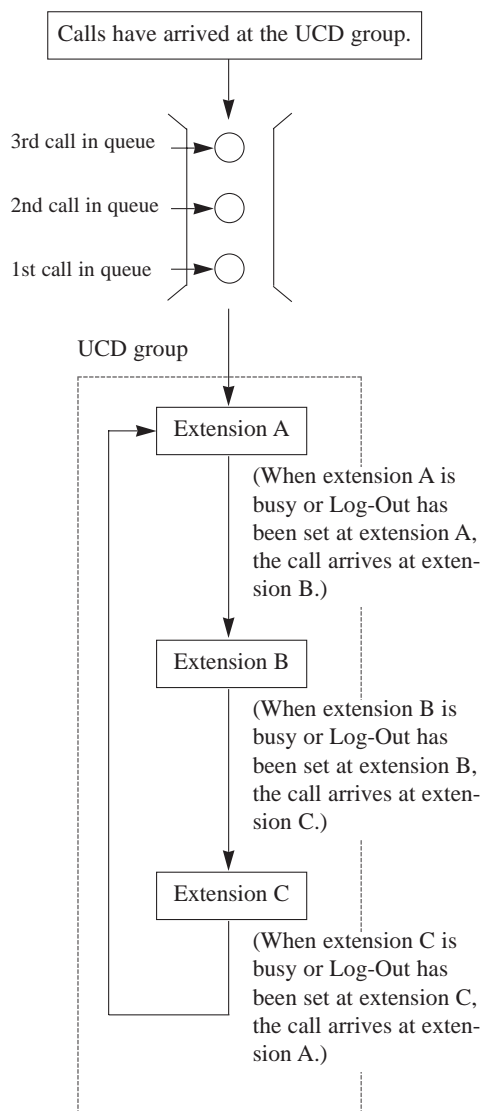 Calls have arrived at the UCD group.
3rd call in queue
2nd call in queue
1st call in queue
UCD group
Extension A
(When extension A is
busy or Log-Out has
been set at extension A,
the call arrives at exten-
sion B.)
Extension B
(When extension B is
busy or Log-Out has
been set at extension B,
the call arrives at exten-
sion C.)
Extension C
(When extension C is
busy or Log-Out has
been set at extension C,
the call arrives at exten-
sion A.)